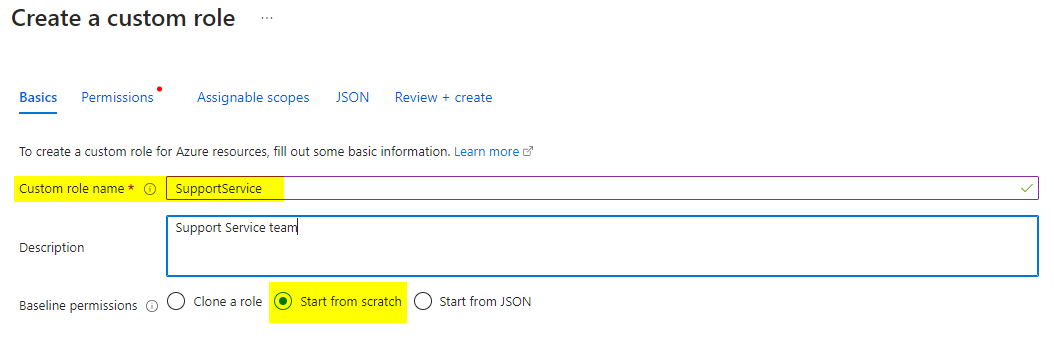 Create a custom role ...
Basics Permissions Assignable scopes JSON Review + create
To create a custom role for Azure resources, fill out some basic information. Learn more
Custom role name * SupportService
Description Support Service team
Baseline permissions Clone a role Start from scratch Start from JSON